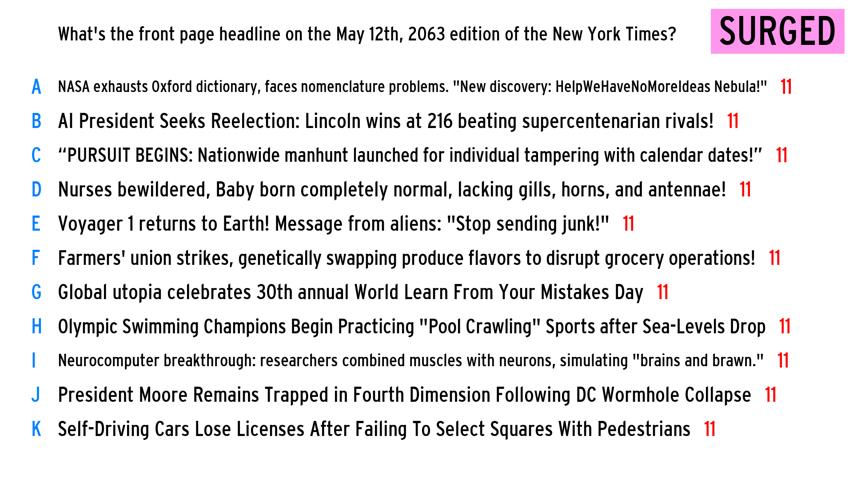 What's the front page headline on the May 12th, 2063 edition of the New York Times? SURGED
A NASA exhausts Oxford dictionary, faces nomenclature problems. "New discovery: HelpWeHaveNoMoreIdeas Nebula!" 11
B AI President Seeks Reelection: Lincoln wins at 216 beating supercentenarian rivals! 11
C “PURSUIT BEGINS: Nationwide manhunt launched for individual tampering with calendar dates!” 11
D Nurses bewildered, Baby born completely normal, lacking gills, horns, and antennae! 11
E Voyager 1 returns to Earth! Message from aliens: "Stop sending junk!" 11
F Farmers' union strikes, genetically swapping produce flavors to disrupt grocery operations! 11
G Global utopia celebrates 30th annual World Learn From Your Mistakes Day 11
H Olympic Swimming Champions Begin Practicing "Pool Crawling" Sports after Sea-Levels Drop 11
I Neurocomputer breakthrough: researchers combined muscles with neurons, simulating "brains and brawn." 11
J President Moore Remains Trapped in Fourth Dimension Following DC Wormhole Collapse 11
K Self-Driving Cars Lose Licenses After Failing To Select Squares With Pedestrians 11